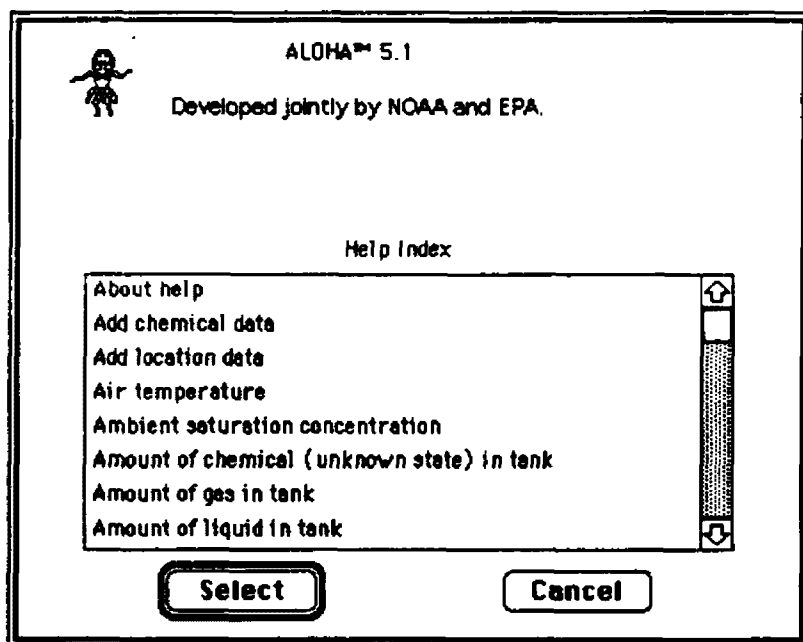 ALOHA™ 5.1
Developed jointly by NOAA and EPA.
Help Index
About help
Add chemical data
Add location data
Air temperature
Ambient saturation concentration
Amount of chemical (unknown state) in tank
Amount of gas in tank
Amount of liquid in tank
Select
Cancel